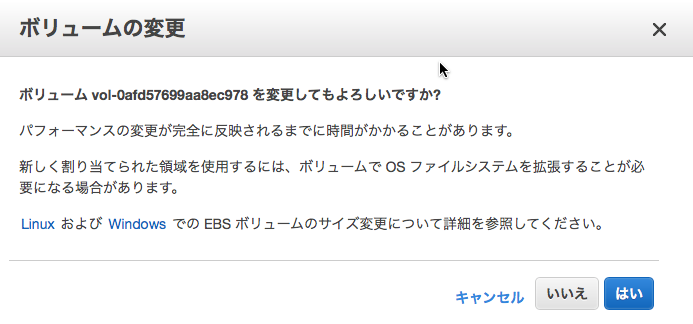 ボリュームの変更
ボリューム vol-0afd57699aa8ec978 を変更してもよろしいですか?
パフォーマンスの変更が完全に反映されるまでに時間がかかることがあります。
新しく割り当てられた領域を使用するには、ボリュームで OS ファイルシステムを拡張することが必
要になる場合があります。
Linux および Windows での EBS ボリュームのサイズ変更について詳細を参照してください。
キャンセル いいえ はい